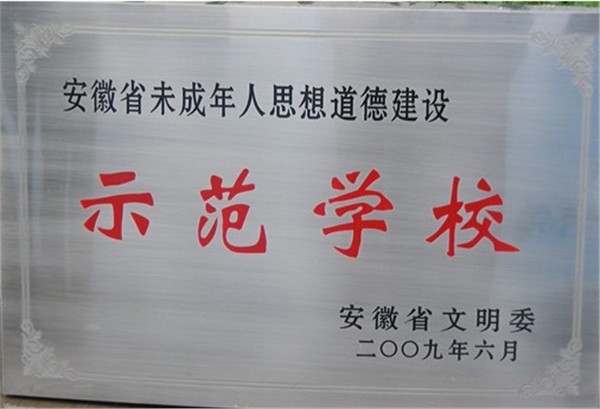 安徽省未成年人思想道德建设
示范学校
安徽省文明委
二〇〇九年六月